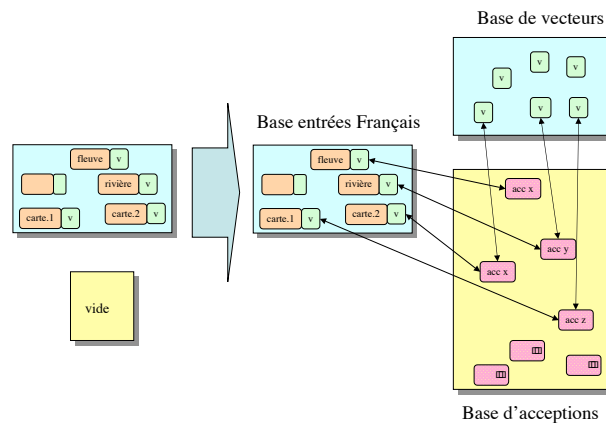 Base de vecteurs
v
v
v
v
v
v
Base entrées Français
fleuve v
rivière v
carte.1 v
carte.2 v
vide
fleuve v
rivière v
carte.1 v
carte.2 v
acc x
acc y
acc x
acc z
Base d'acceptions